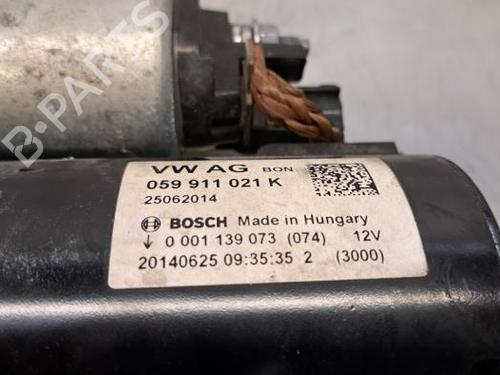 B-PARTS
VW AG BON
059 911 021 K
25062014
BOSCH Made in Hungary
↓ 0 001 139 073 (074) 12V
20140625 09:35:35 2 (3000)